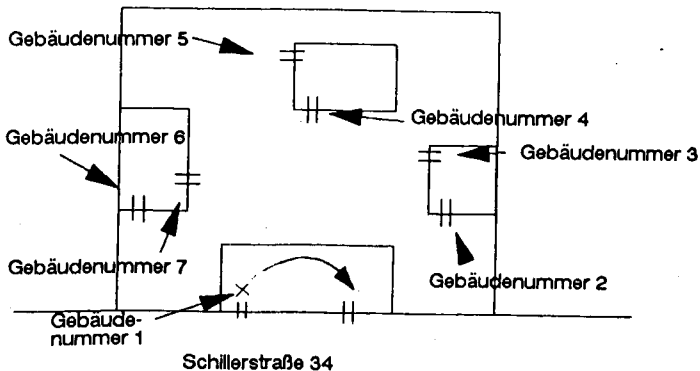 Gebäudenummer 5
Gebäudenummer 4
Gebäudenummer 6
Gebäudenummer 3
Gebäudenummer 7
Gebäudenummer 2
Gebäude-
nummer 1
Schillerstraße 34